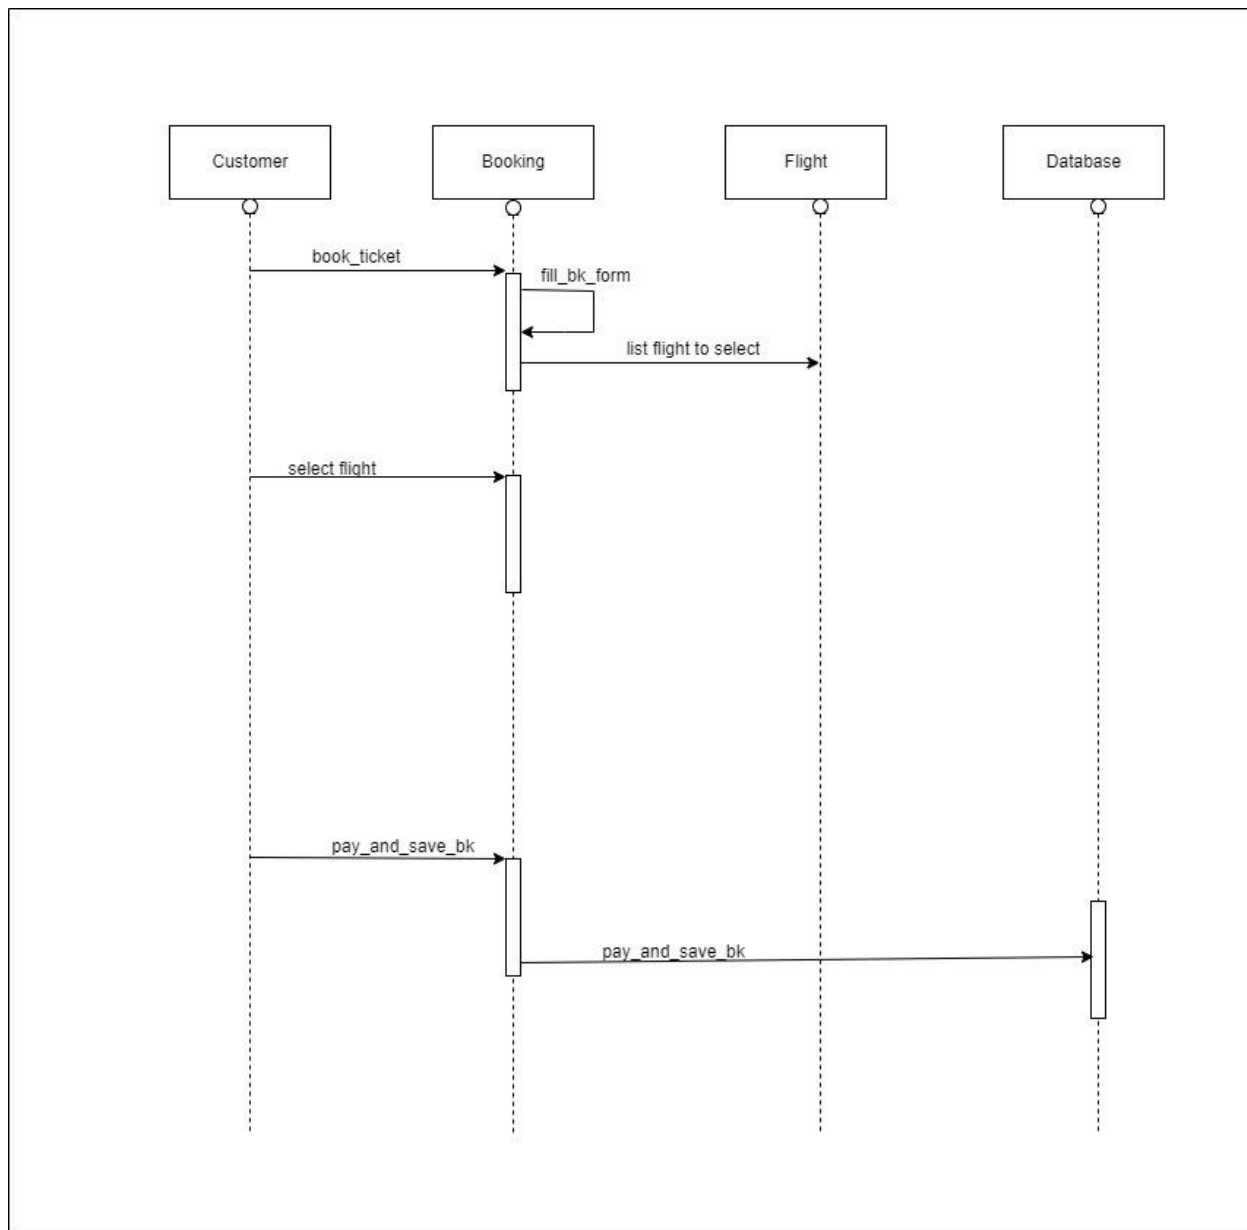 Customer
Booking
Flight
Database
book_ticket
fill_bk_form
list flight to select
select flight
pay_and_save_bk
pay_and_save_bk